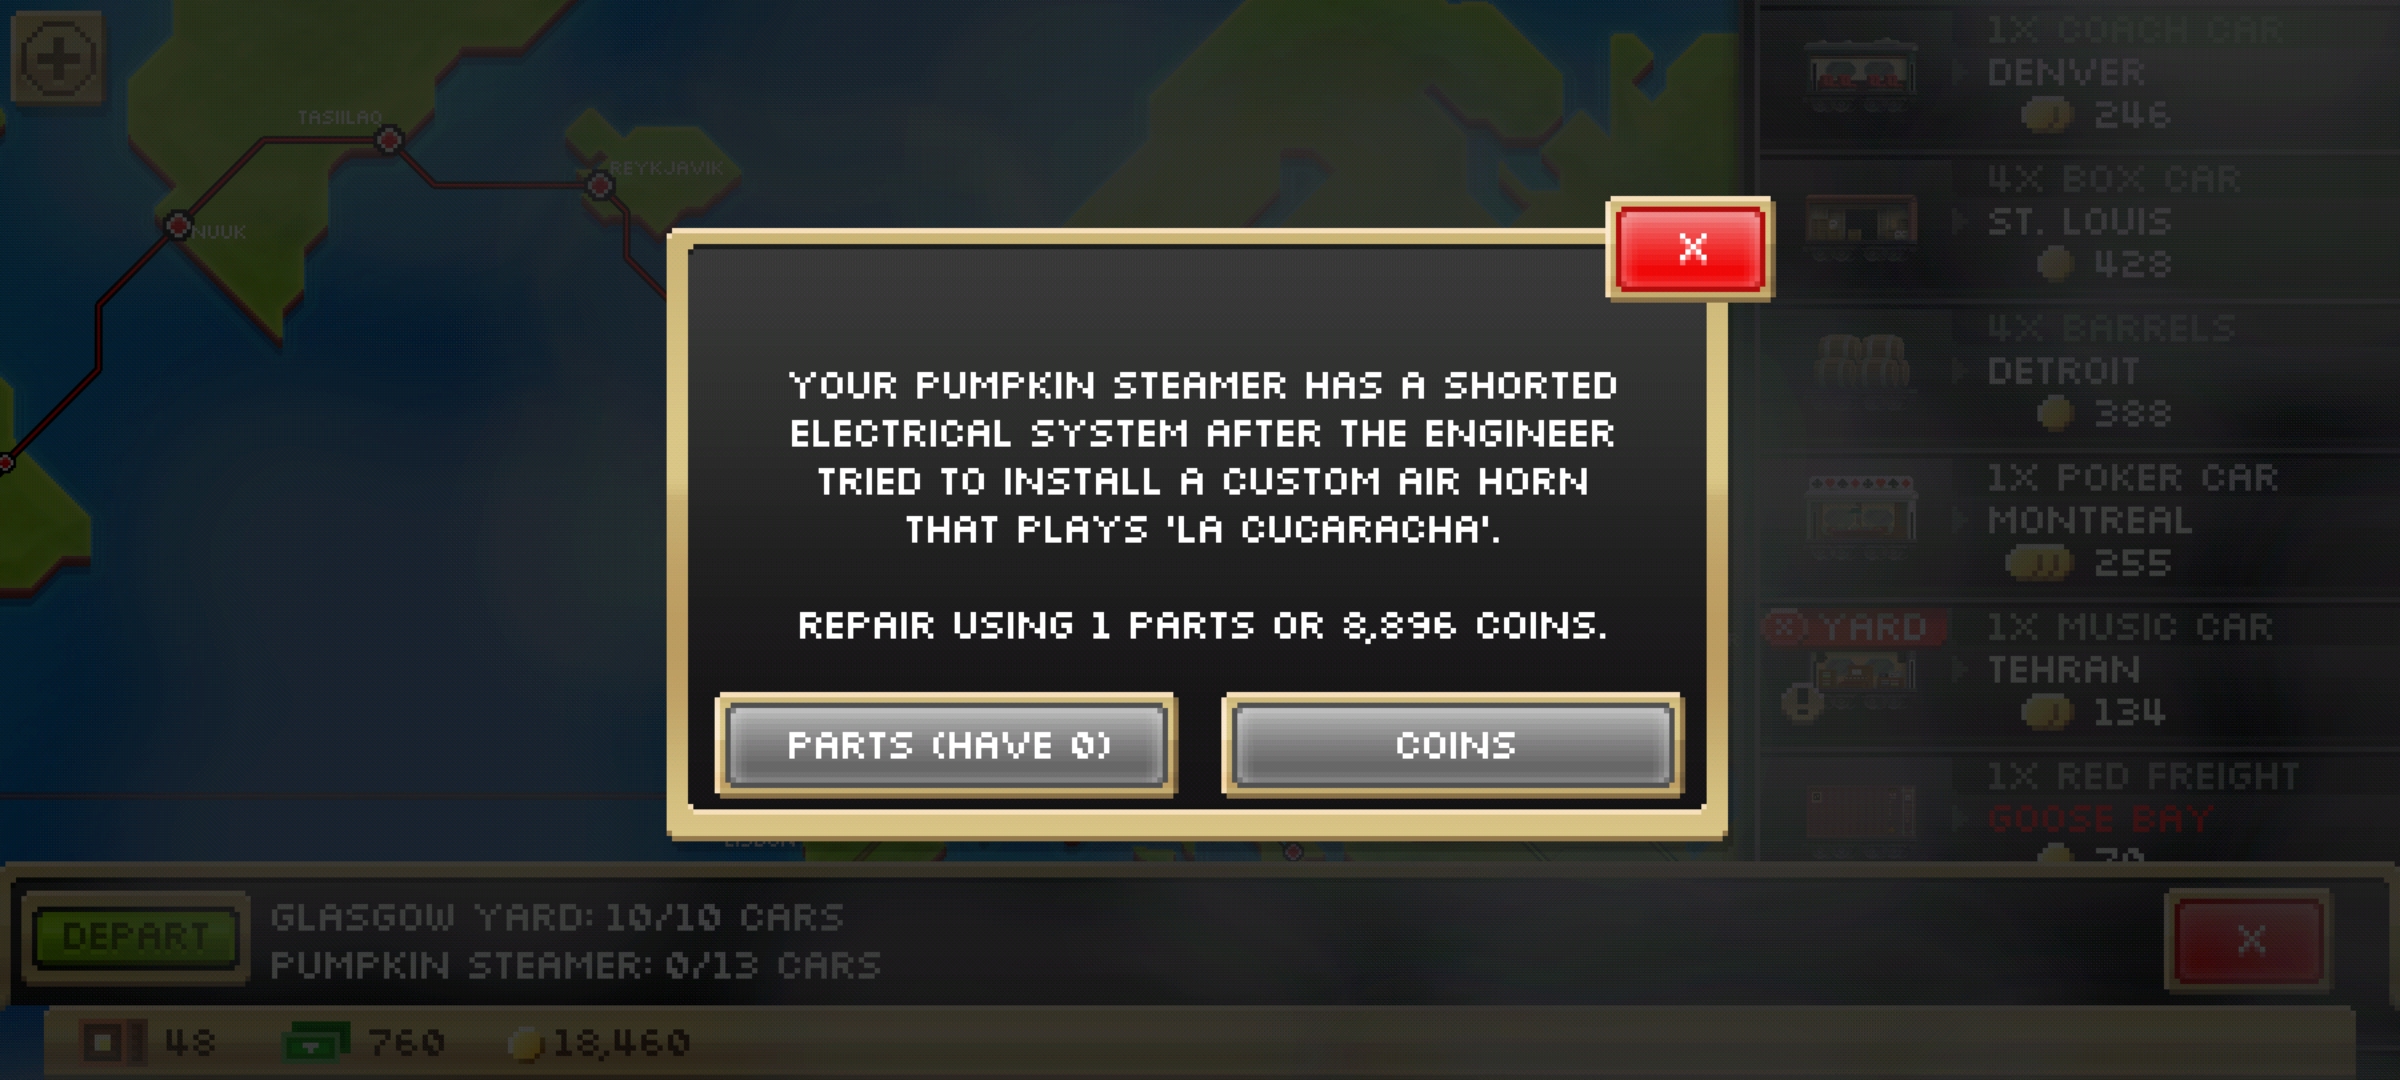 TASIILAQ
REYKJAVIK
NUUK
X
YOUR PUMPKIN STEAMER HAS A SHORTED
ELECTRICAL SYSTEM AFTER THE ENGINEER
TRIED TO INSTALL A CUSTOM AIR HORN
THAT PLAYS 'LA CUCARACHA'.
REPAIR USING 1 PARTS OR 8,896 COINS.
PARTS (HAVE 0)
COINS
1X COACH CAR
DENVER
246
4X BOX CAR
ST. LOUIS
428
4X BARRELS
DETROIT
388
1X POKER CAR
MONTREAL
255
X YARD
1X MUSIC CAR
TEHRAN
!
134
1X RED FREIGHT
GOOSE BAY
70
LISBON
DEPART
GLASGOW YARD: 10/10 CARS
PUMPKIN STEAMER: 0/13 CARS
X
48
760
18,460